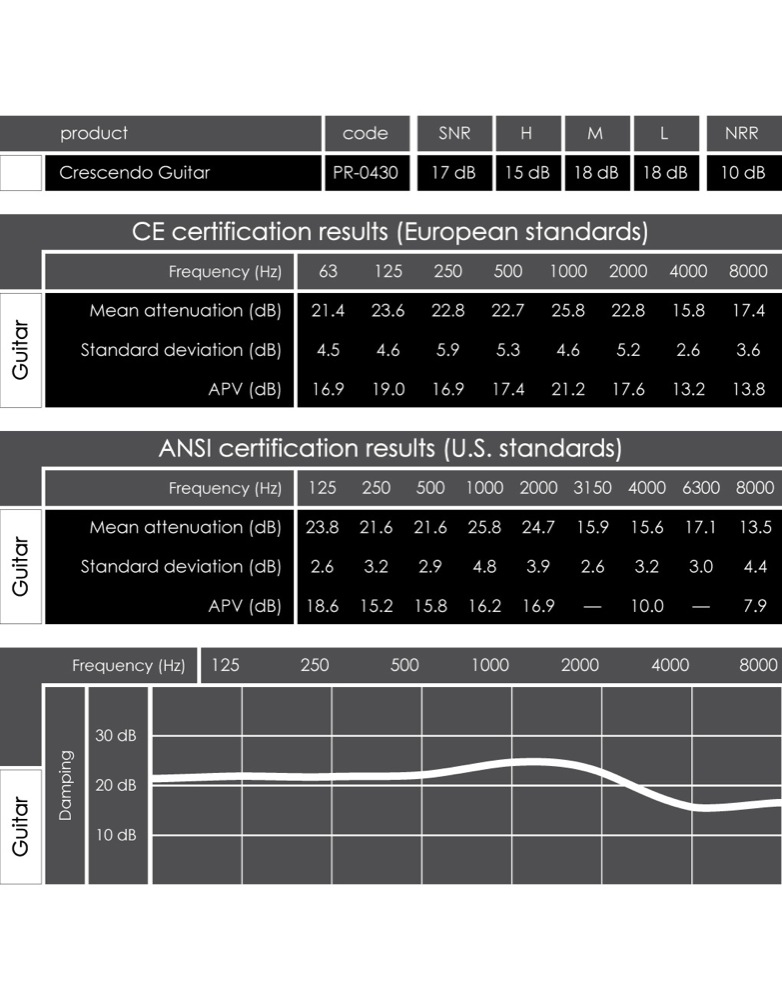 product code SNR H M L NRR
Crescendo Guitar PR-0430 17 dB 15 dB 18 dB 18 dB 10 dB
CE certification results (European standards)
Frequency (Hz) 63 125 250 500 1000 2000 4000 8000
Guitar
Mean attenuation (dB) 21.4 23.6 22.8 22.7 25.8 22.8 15.8 17.4
Standard deviation (dB) 4.5 4.6 5.9 5.3 4.6 5.2 2.6 3.6
APV (dB) 16.9 19.0 16.9 17.4 21.2 17.6 13.2 13.8
ANSI certification results (U.S. standards)
Frequency (Hz) 125 250 500 1000 2000 3150 4000 6300 8000
Guitar
Mean attenuation (dB) 23.8 21.6 21.6 25.8 24.7 15.9 15.6 17.1 13.5
Standard deviation (dB) 2.6 3.2 2.9 4.8 3.9 2.6 3.2 3.0 4.4
APV (dB) 18.6 15.2 15.8 16.2 16.9 — 10.0 — 7.9
Frequency (Hz) 125 250 500 1000 2000 4000 8000
Guitar
Damping
30 dB
20 dB
10 dB